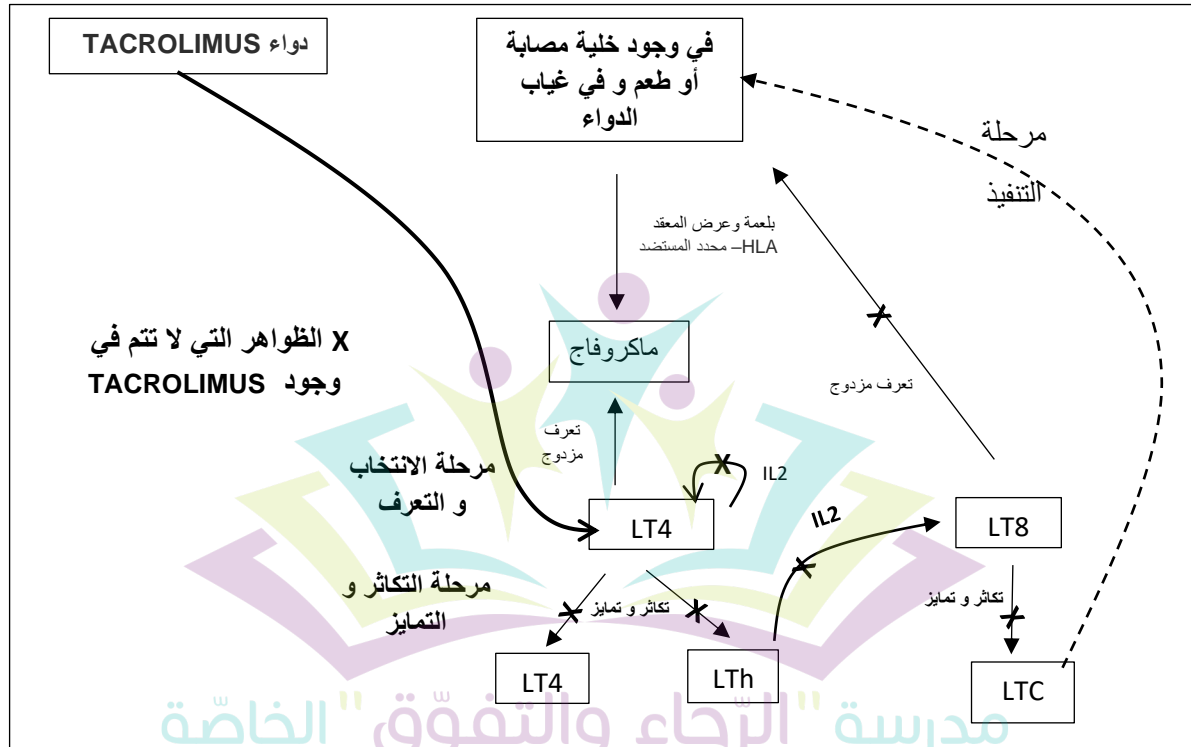 دواء TACROLIMUS
في وجود خلية مصابة
أو طعم و في غياب
الدواء
مرحلة
التنفيذ
بلعمة وعرض المعقد
HLA– محدد المستضد
X الظواهر التي لا تتم في
وجود TACROLIMUS
ماكروفاج
X
تعرف مزدوج
تعرف
مزدوج
مرحلة الانتخاب
و التعرف
X
IL2
LT4
IL2
X
LT8
مرحلة التكاثر و
التمايز
X
تكاثر و تمايز
X
تكاثر و تمايز
X
LT4
LTh
LTC
مدرسة "الرّجاء والتفوّق" الخاصّة